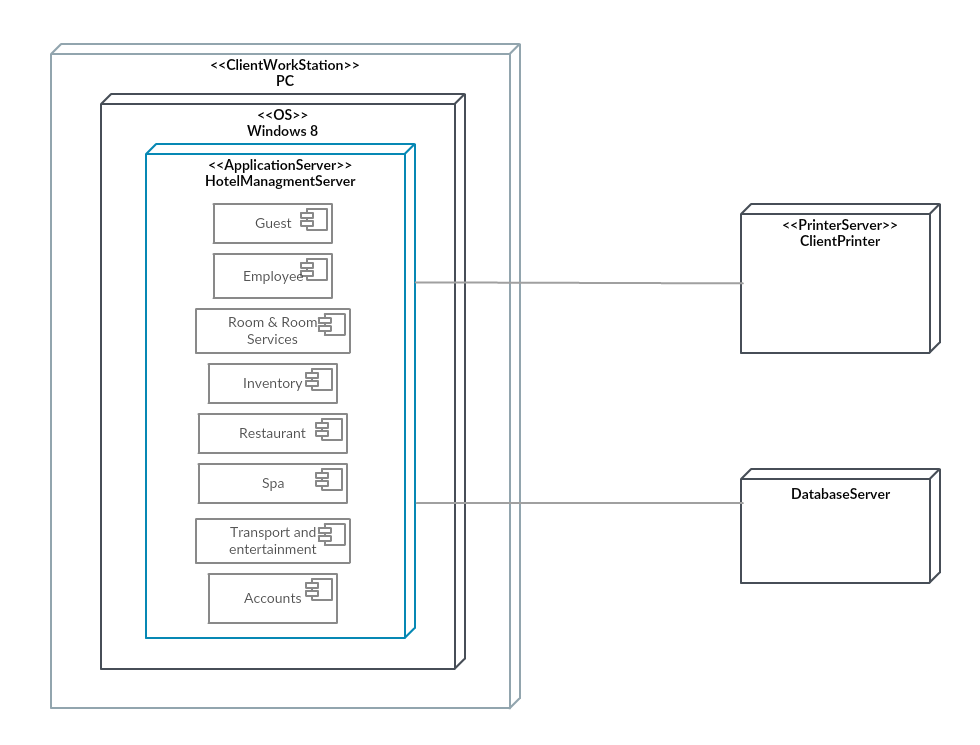 <<ClientWorkStation>>
PC
<<OS>>
Windows 8
<<ApplicationServer>>
HotelManagmentServer
Guest
Employee
Room & Room
Services
Inventory
Restaurant
Spa
Transport and
entertainment
Accounts
<<PrinterServer>>
ClientPrinter
DatabaseServer